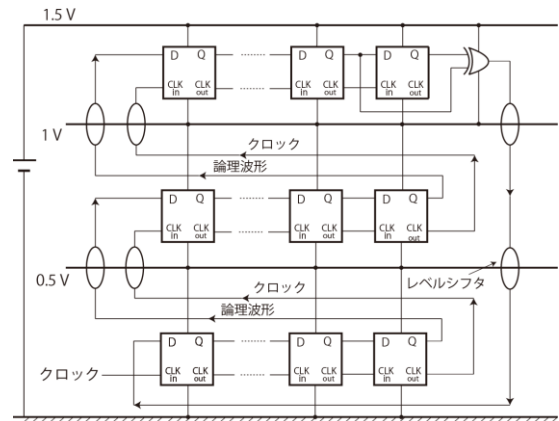 1.5 V
D Q
CLK in CLK out
D Q
CLK in CLK out
D Q
CLK in CLK out
1 V
クロック
論理波形
D Q
CLK in CLK out
D Q
CLK in CLK out
D Q
CLK in CLK out
0.5 V
レベルシフタ
クロック
論理波形
D Q
CLK in CLK out
D Q
CLK in CLK out
D Q
CLK in CLK out
クロック